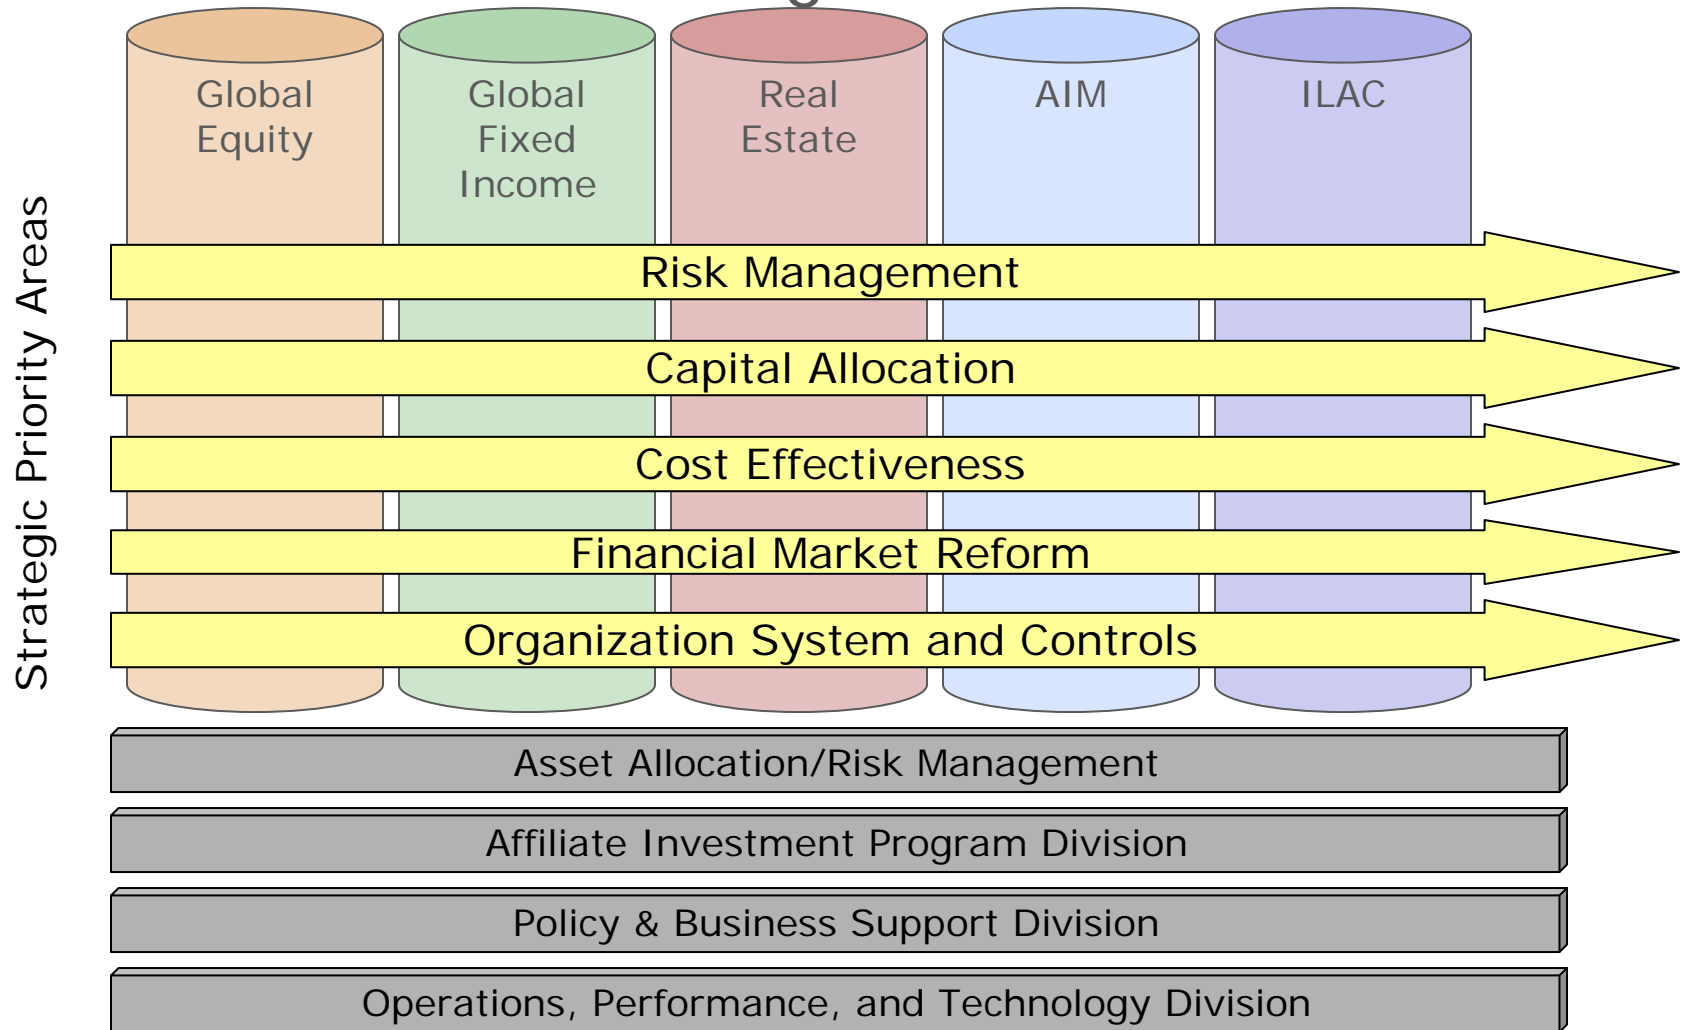 Global
Equity
Global
Fixed
Income
Real
Estate
AIM
ILAC
Strategic Priority Areas
Risk Management
Capital Allocation
Cost Effectiveness
Financial Market Reform
Organization System and Controls
Asset Allocation/Risk Management
Affiliate Investment Program Division
Policy & Business Support Division
Operations, Performance, and Technology Division